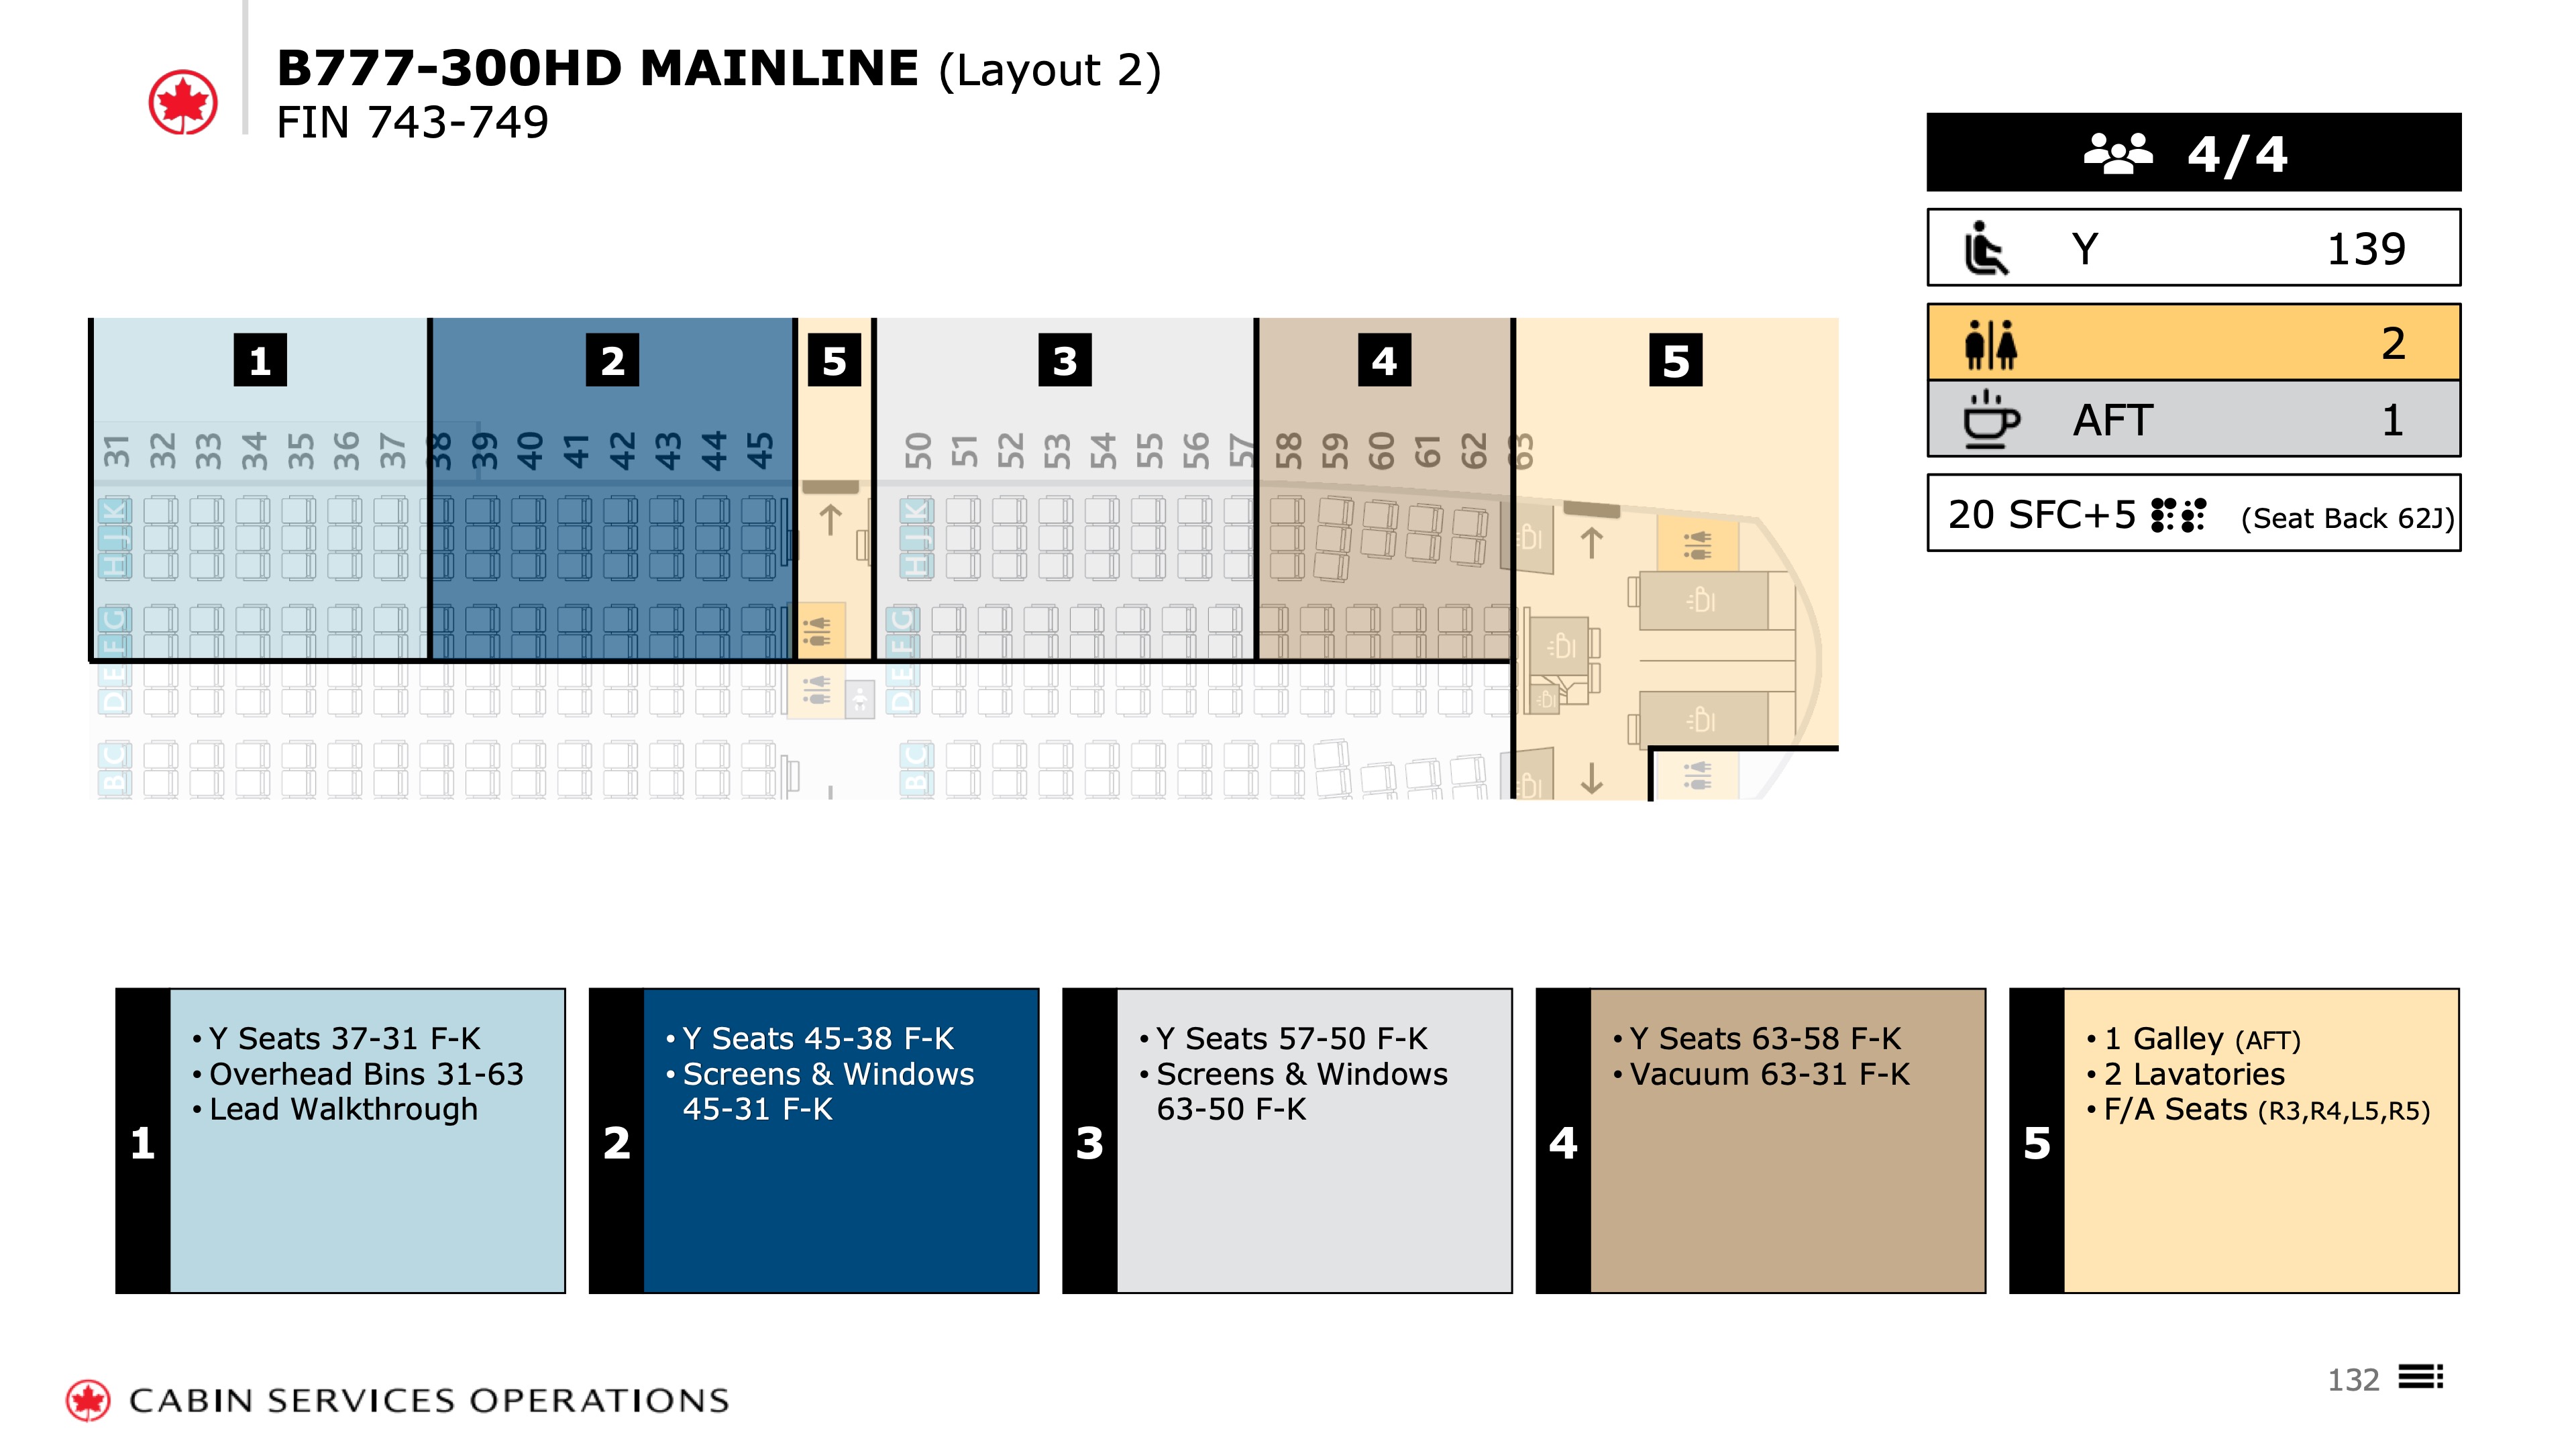 B777-300HD MAINLINE (Layout 2)
FIN 743-749
4/4
Y 139
2
AFT 1
20 SFC+5 (Seat Back 62J)
1 2 5 3 4 5
31 32 33 34 35 36 37 38 39 40 41 42 43 44 45 50 51 52 53 54 55 56 57 58 59 60 61 62 63
K K
J J
H H
G G
F F
E E
D D
C C
B B
1
• Y Seats 37-31 F-K
• Overhead Bins 31-63
• Lead Walkthrough
2
• Y Seats 45-38 F-K
• Screens & Windows
45-31 F-K
3
• Y Seats 57-50 F-K
• Screens & Windows
63-50 F-K
4
• Y Seats 63-58 F-K
• Vacuum 63-31 F-K
5
• 1 Galley (AFT)
• 2 Lavatories
• F/A Seats (R3,R4,L5,R5)
CABIN SERVICES OPERATIONS
132